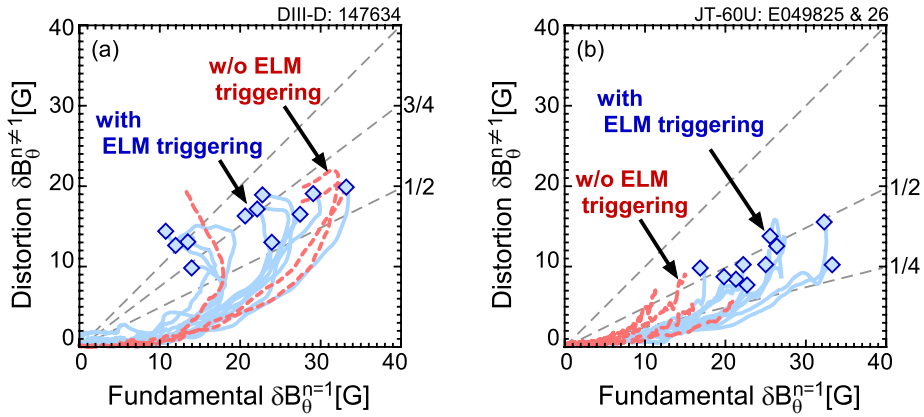 DIII-D: 147634
(a)
w/o ELM
triggering
with
ELM triggering
3/4
1/2
40
30
20
10
0
Distortion δB_θ^{n≠1}[G]
0 10 20 30 40
Fundamental δB_θ^{n=1}[G]
JT-60U: E049825 & 26
(b)
with
ELM triggering
w/o ELM
triggering
1/2
1/4
40
30
20
10
0
Distortion δB_θ^{n≠1}[G]
0 10 20 30 40
Fundamental δB_θ^{n=1}[G]